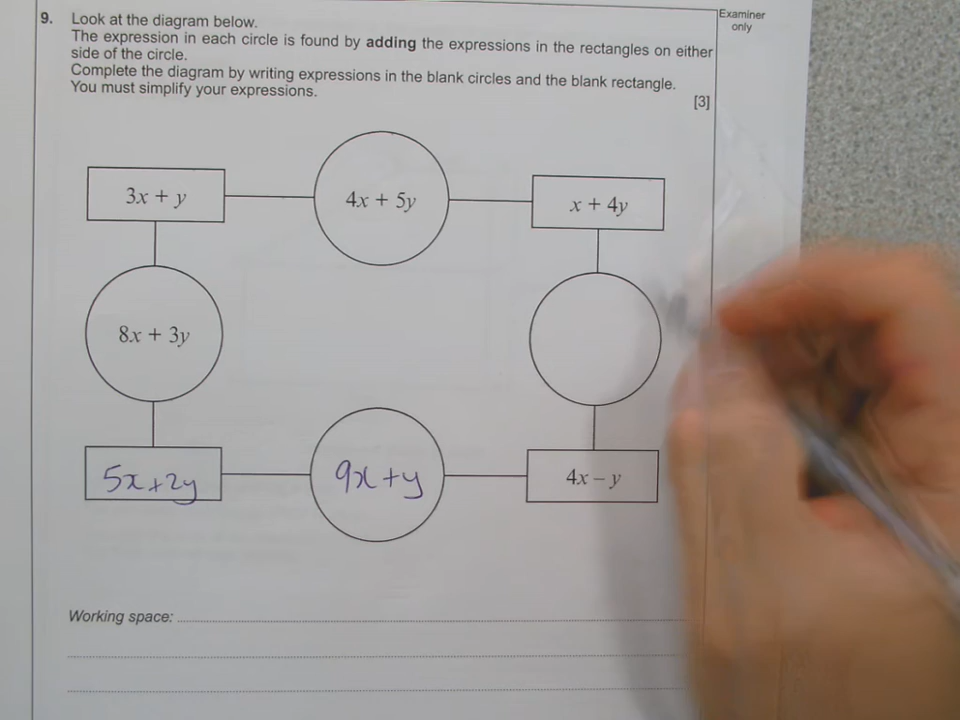 9. Look at the diagram below.
Examiner only
The expression in each circle is found by adding the expressions in the rectangles on either
side of the circle.
Complete the diagram by writing expressions in the blank circles and the blank rectangle.
You must simplify your expressions.
[3]
3x + y
4x + 5y
x + 4y
8x + 3y
5x+2y
9x+y
4x – y
Working space: